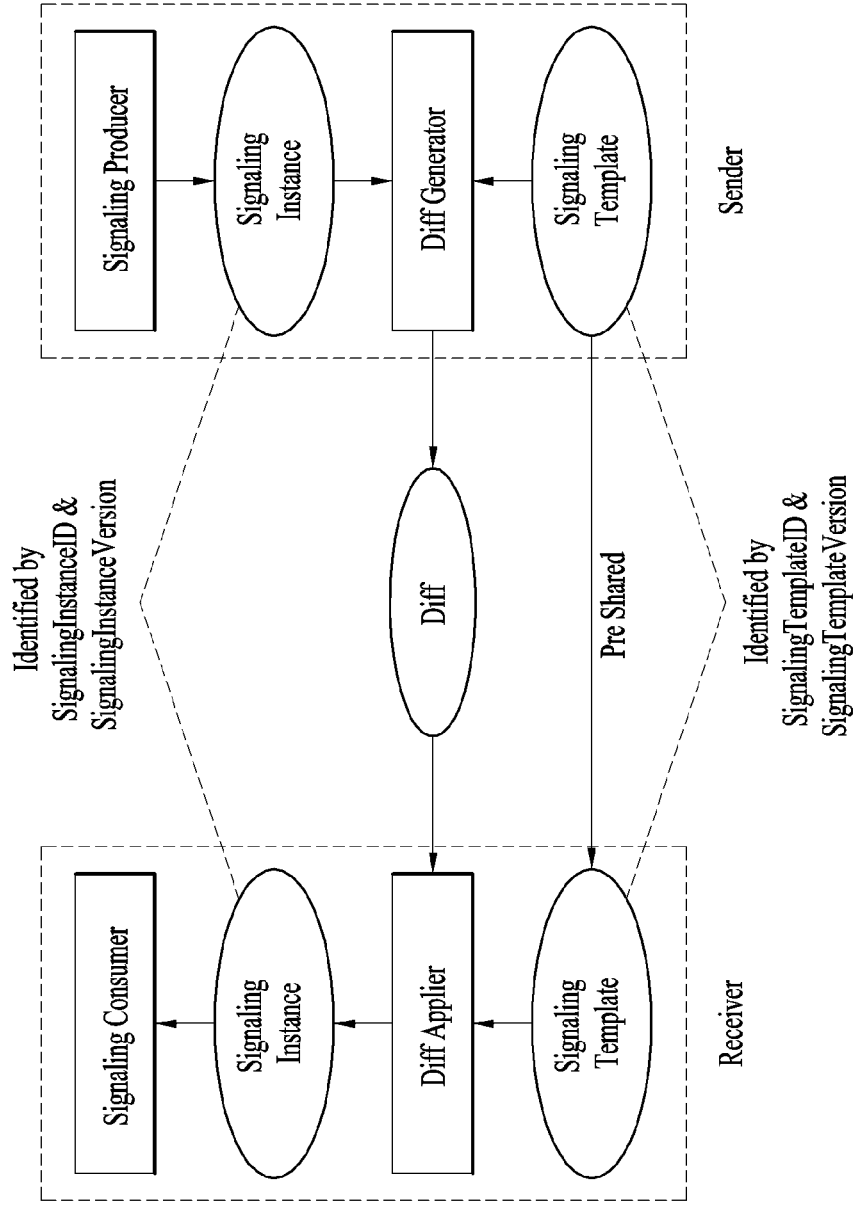 Identified by
SignalingInstanceID &
SignalingInstanceVersion
Signaling Consumer
Signaling
Instance
Diff Applier
Signaling
Template
Receiver
Diff
Pre Shared
Signaling Producer
Signaling
Instance
Diff Generator
Signaling
Template
Sender
Identified by
SignalingTemplateID &
SignalingTemplateVersion